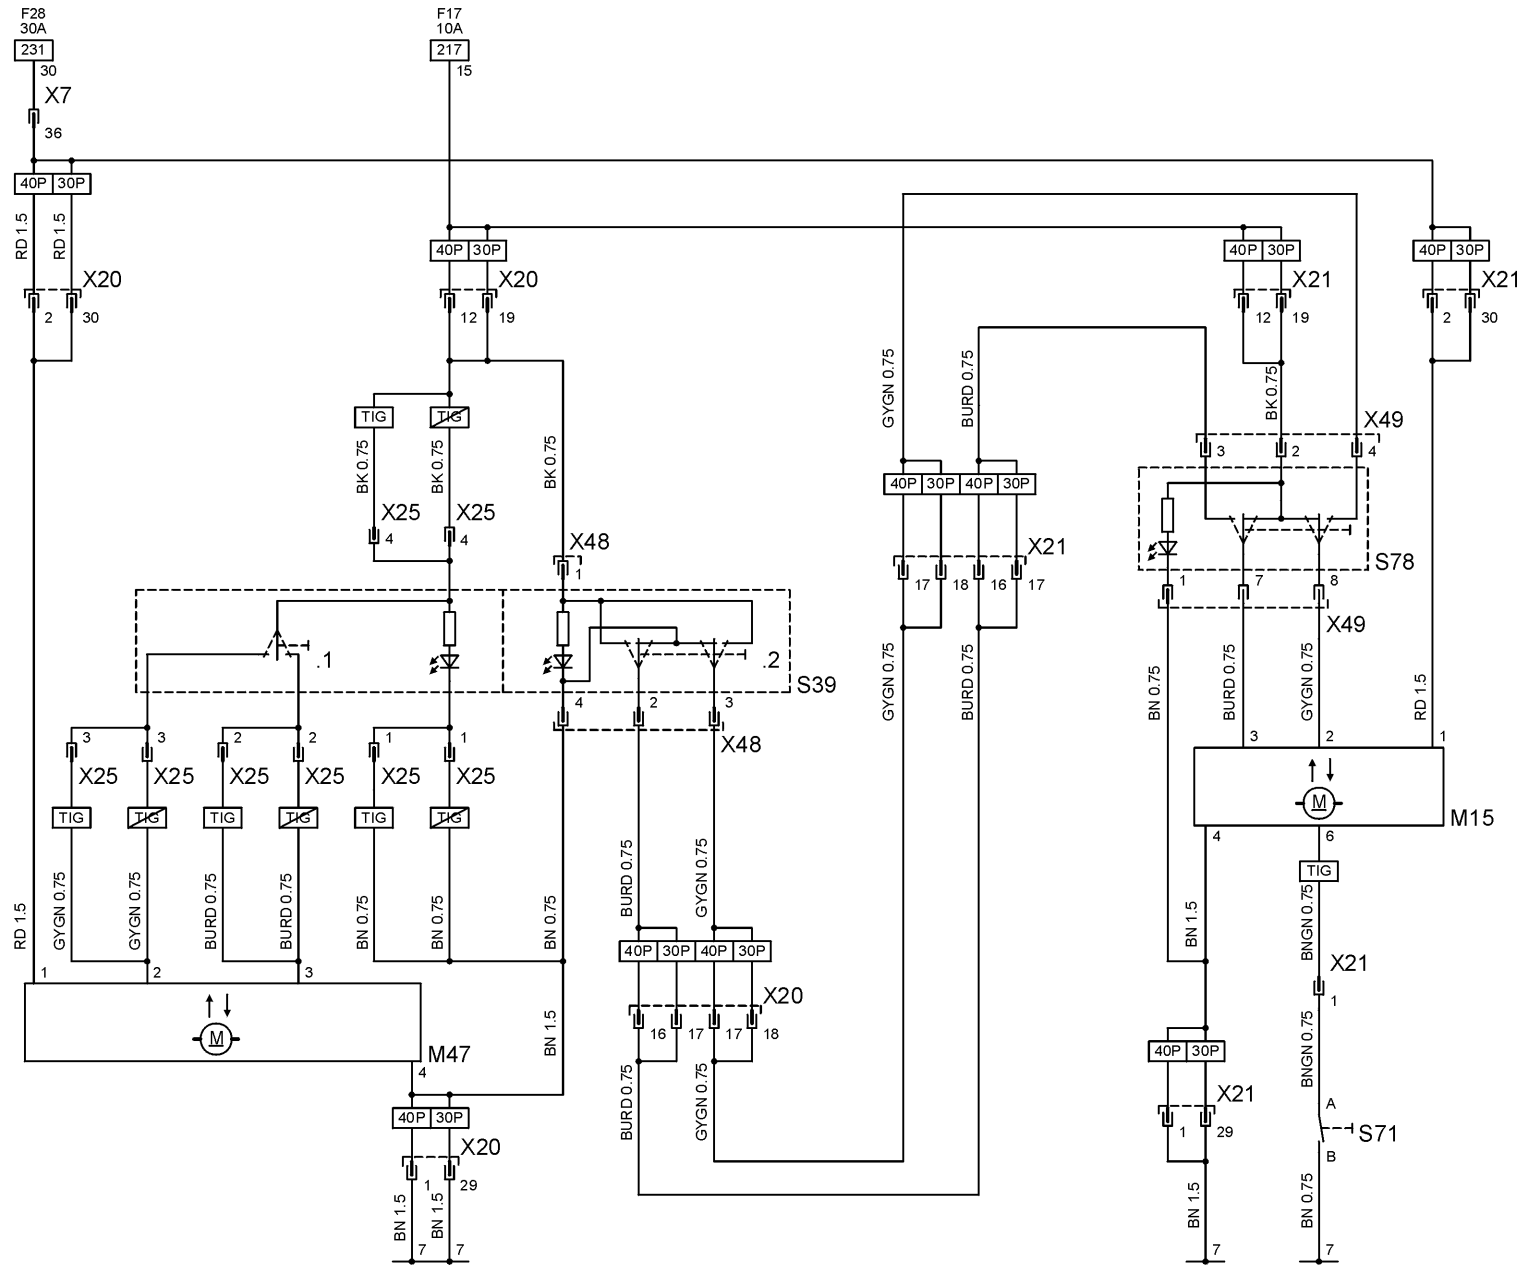 F28 F17
30A 10A
231 217
30 15
X7
36
40P 30P
RD 1.5 RD 1.5
40P 30P 40P 30P 40P 30P
X20 X20 X21 X21
2 30 12 19 12 19 2 30
GYGN 0.75 BURD 0.75 BK 0.75
TIG TIG
X49
BK 0.75 BK 0.75 BK 0.75
3 2 4
40P 30P 40P 30P
X25 X25
4 4
X48 X21
1 17 18 16 17
S78
1 7 8
X49
.1 .2
S39
4 2 3
GYGN 0.75 BURD 0.75 BN 0.75 BURD 0.75 GYGN 0.75 RD 1.5
3 3 2 2 1 1
X48
3 2 1
X25 X25 X25 X25 X25 X25
M
TIG TIG TIG TIG TIG TIG
M15
4 6
BURD 0.75 GYGN 0.75
TIG
RD 1.5 GYGN 0.75 GYGN 0.75 BURD 0.75 BURD 0.75 BN 0.75 BN 0.75 BN 0.75
BN 1.5 BNGN 0.75
40P 30P 40P 30P
X21
1 2 3
1
X20
16 17 17 18
M
M47
BN 1.5
BNGN 0.75
40P 30P
4
BURD 0.75 GYGN 0.75
X21
40P 30P
1 29
A
S71
B
X20
1 29
BN 1.5 BN 1.5 BN 1.5 BN 0.75
7 7 7 7